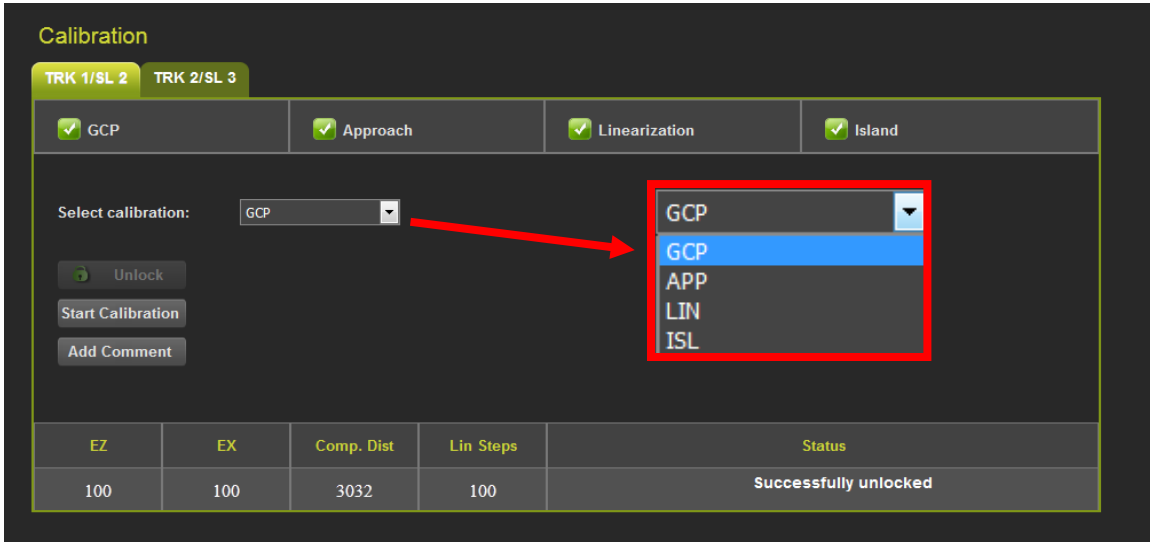 Calibration
TRK 1/SL 2 TRK 2/SL 3
GCP Approach Linearization Island
Select calibration: GCP
GCP
GCP
APP
LIN
ISL
Unlock
Start Calibration
Add Comment
EZ EX Comp. Dist Lin Steps Status
100 100 3032 100 Successfully unlocked